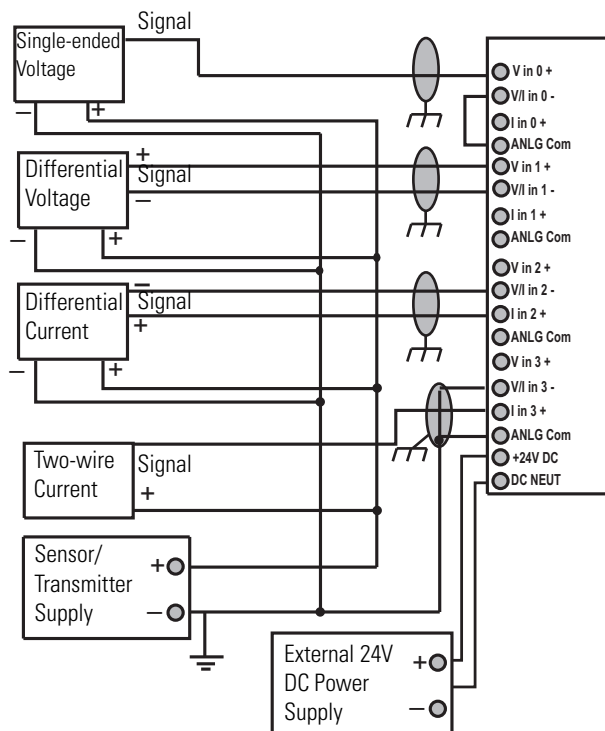 Signal
Single-ended
Voltage
− +
Differential
Voltage
+
Signal
−
− +
Differential
Current
−
Signal
+
− +
Two-wire
Current
Signal
+
Sensor/
Transmitter
Supply
+
−
External 24V
DC Power
Supply
+
−
V in 0 +
V/I in 0 -
I in 0 +
ANLG Com
V in 1 +
V/I in 1 -
I in 1 +
ANLG Com
V in 2 +
V/I in 2 -
I in 2 +
ANLG Com
V in 3 +
V/I in 3 -
I in 3 +
ANLG Com
+24V DC
DC NEUT